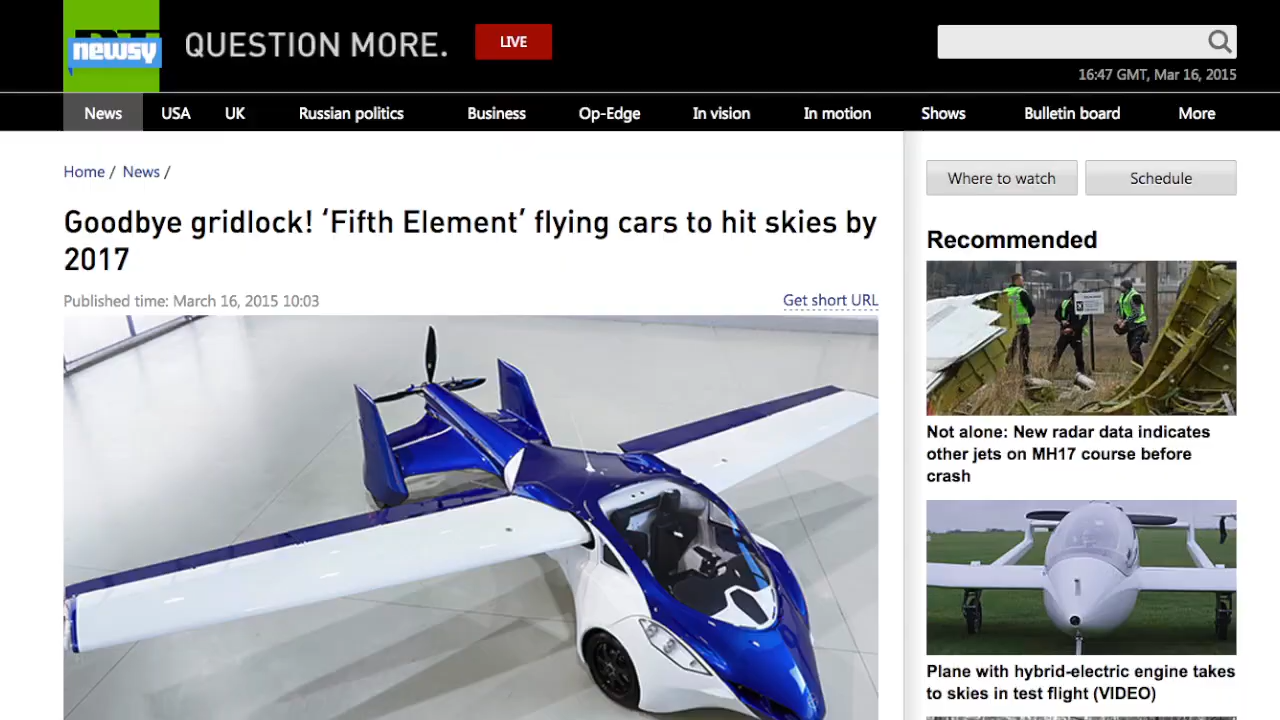 newsy
QUESTION MORE.
LIVE
16:47 GMT, Mar 16, 2015
News USA UK Russian politics Business Op-Edge In vision In motion Shows Bulletin board More
Home / News /
Goodbye gridlock! ‘Fifth Element’ flying cars to hit skies by
2017
Published time: March 16, 2015 10:03
Get short URL
Where to watch
Schedule
Recommended
Not alone: New radar data indicates
other jets on MH17 course before
crash
Plane with hybrid-electric engine takes
to skies in test flight (VIDEO)